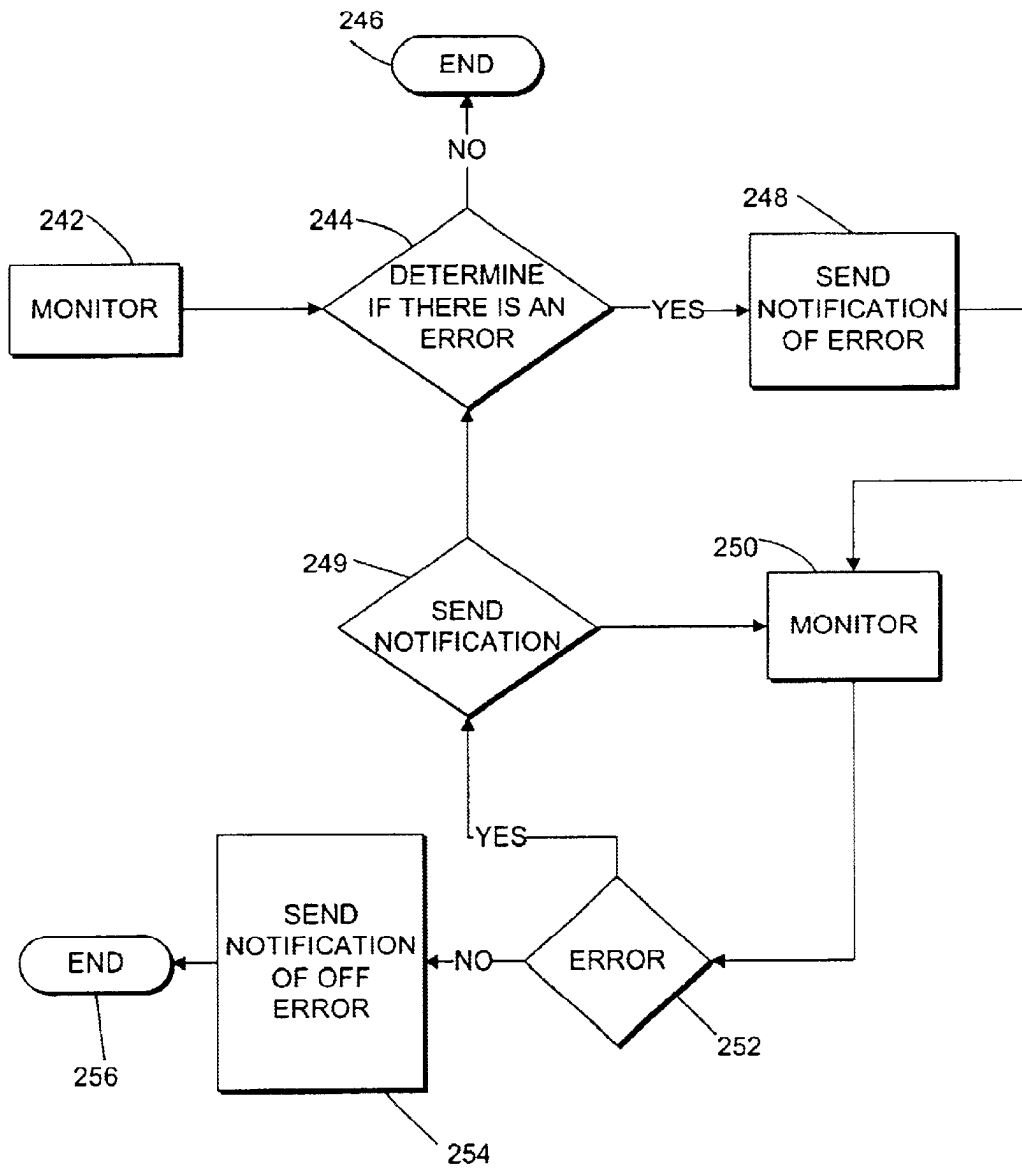 246
END
NO
242
244
248
MONITOR
DETERMINE
IF THERE IS AN
ERROR
YES
SEND
NOTIFICATION
OF ERROR
249
250
SEND
NOTIFICATION
MONITOR
YES
SEND
NOTIFICATION
OF OFF
ERROR
END
NO
ERROR
252
256
254